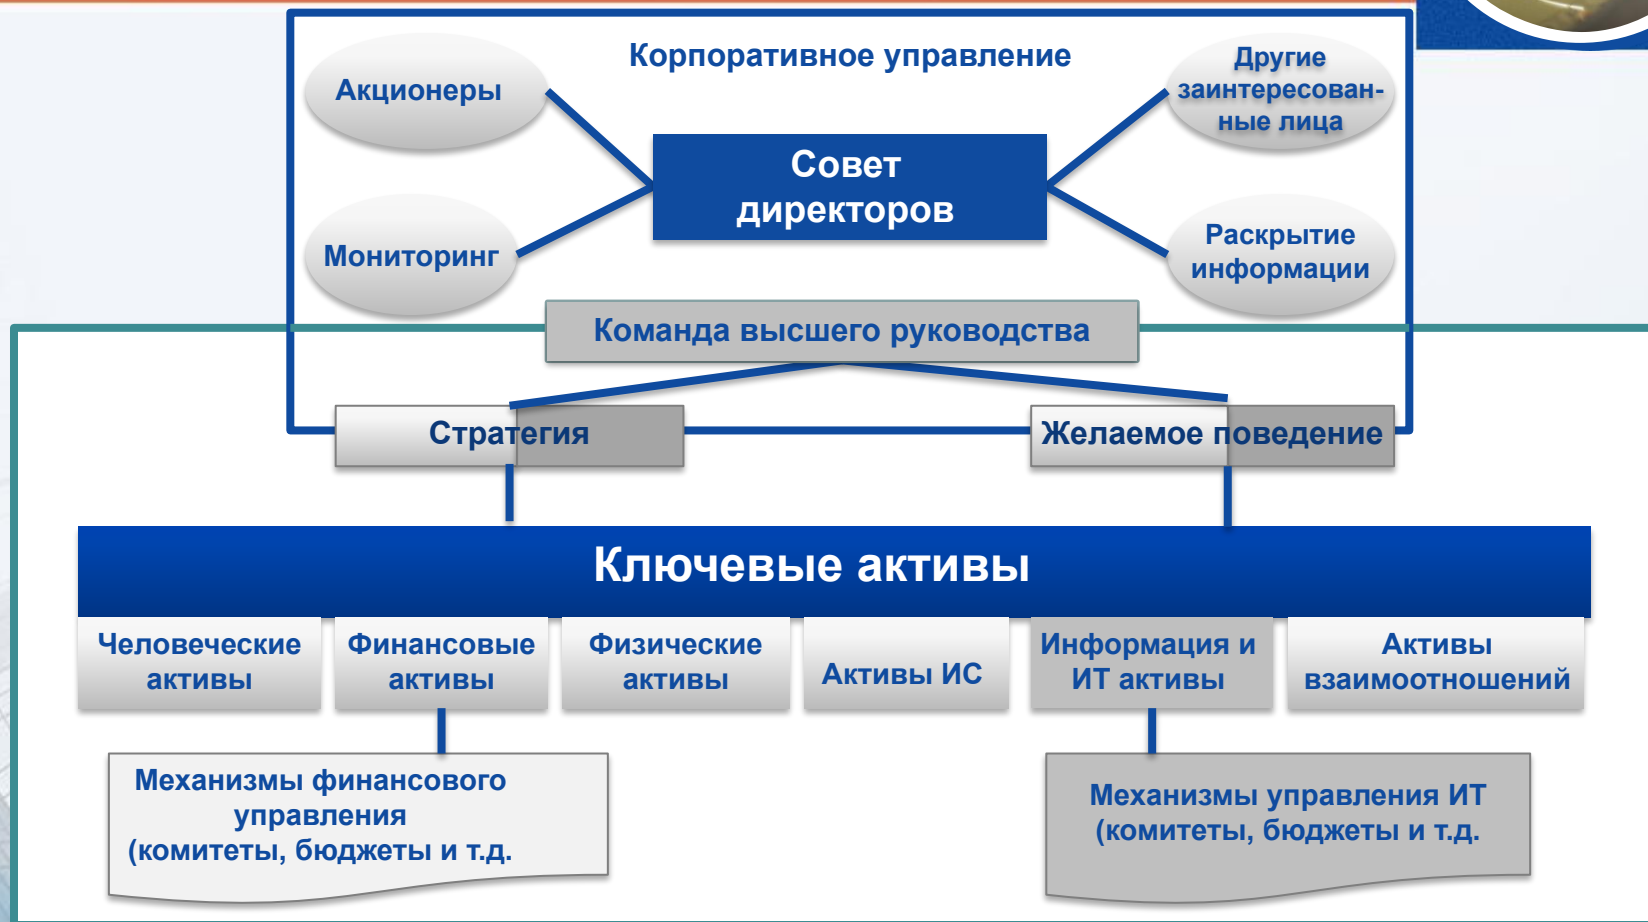 Корпоративное управление
Акционеры
Другие
заинтересован-
ные лица
Совет
директоров
Мониторинг
Раскрытие
информации
Команда высшего руководства
Стратегия
Желаемое поведение
Ключевые активы
Человеческие
активы
Финансовые
активы
Физические
активы
Активы ИС
Информация и
ИТ активы
Активы
взаимоотношений
Механизмы финансового
управления
(комитеты, бюджеты и т.д.
Механизмы управления ИТ
(комитеты, бюджеты и т.д.